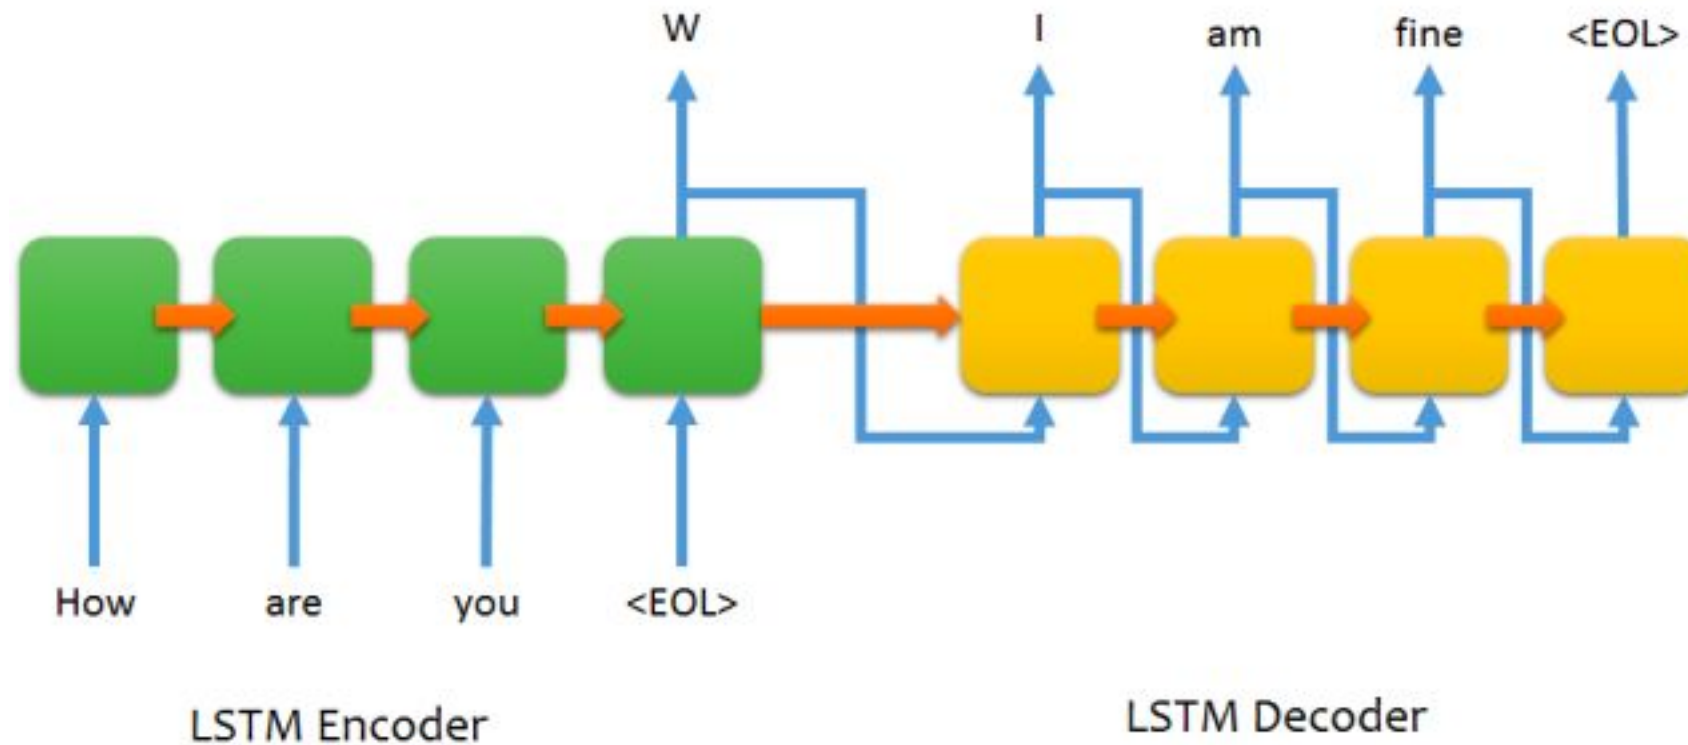 W I am fine <EOL>
How are you <EOL>
LSTM Encoder
LSTM Decoder